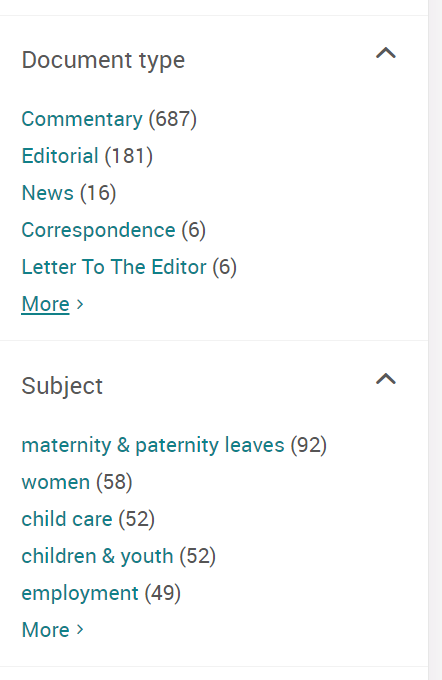 Document type
Commentary (687)
Editorial (181)
News (16)
Correspondence (6)
Letter To The Editor (6)
More ›
Subject
maternity & paternity leaves (92)
women (58)
child care (52)
children & youth (52)
employment (49)
More ›